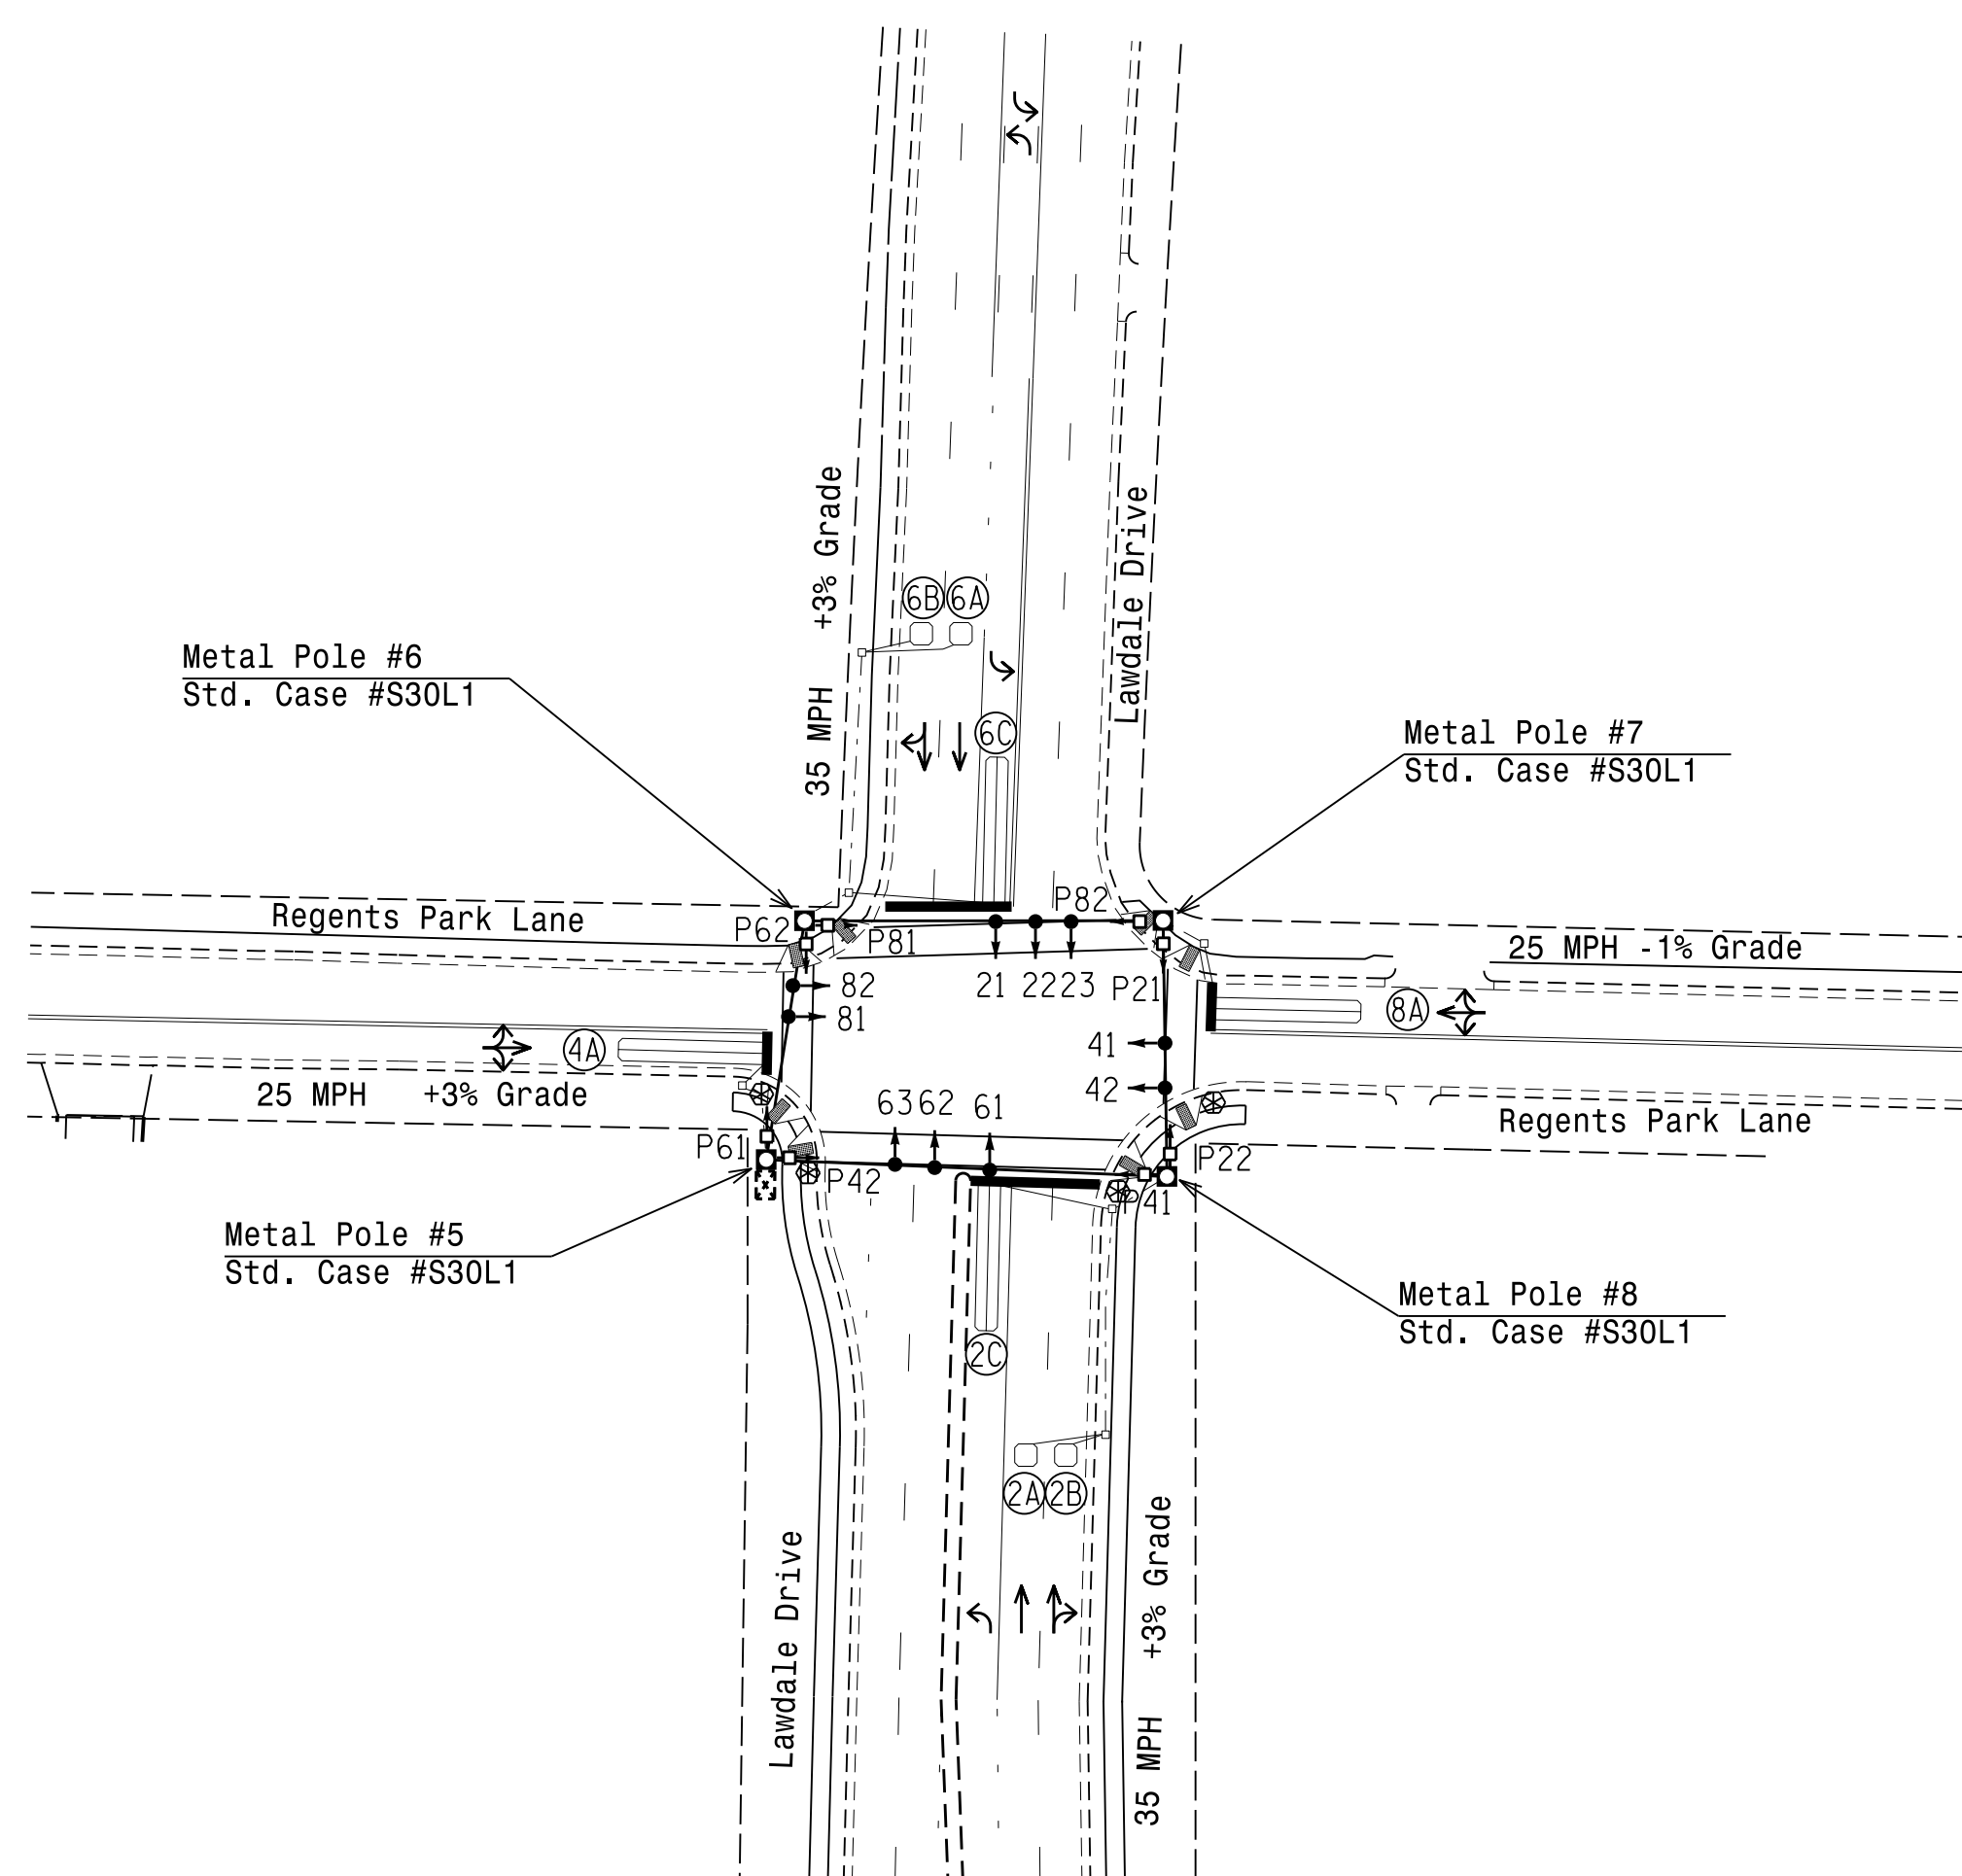 +3% Grade
Lawdale Drive
6B
6A
Metal Pole #6
Std. Case #S30L1
35 MPH
6C
Metal Pole #7
Std. Case #S30L1
Regents Park Lane
P62
P81
P82
25 MPH -1% Grade
82
21
22
23
P21
8A
81
4A
41
25 MPH +3% Grade
42
63
62
61
Regents Park Lane
P61
P42
P22
P41
Metal Pole #5
Std. Case #S30L1
Metal Pole #8
Std. Case #S30L1
2C
2A
2B
Lawdale Drive
+3% Grade
35 MPH